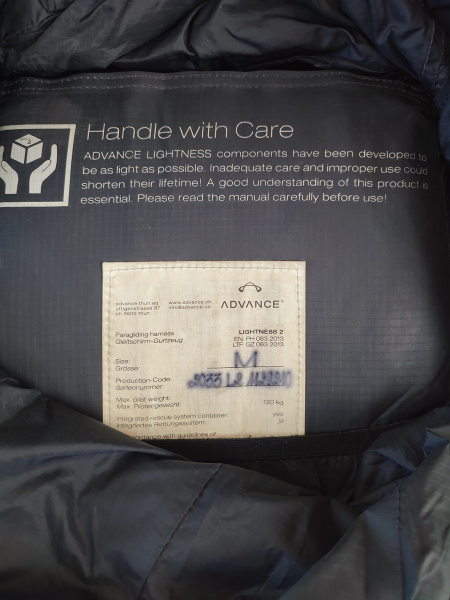 Handle with Care
ADVANCE LIGHTNESS components have been developed to
be as light as possible. Inadequate care and improper use could
shorten their lifetime! A good understanding of this product is
essential. Please read the manual carefully before use!
advance thun ag www.advance.ch
uttigenstrasse 87 info@advance.ch
ch 3600 thun
ADVANCE
Paragliding harness LIGHTNESS 2
Gleitschirm-Gurtzeug EN: PH 083.2013
LTF: GZ 083.2013
Size: M
Grösse:
Production-Code:
Seriennummer:
Max. pilot weight: 120 kg
Max. Pilotengewicht:
Integrated rescue system container: yes
Integriertes Rettungssystem: ja
accordance with guidelines of